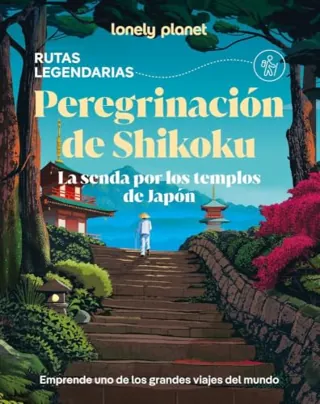 lonely planet
RUTAS
LEGENDARIAS
Peregrinación
de Shikoku
La senda por los templos
de Japón
Emprende uno de los grandes viajes del mundo